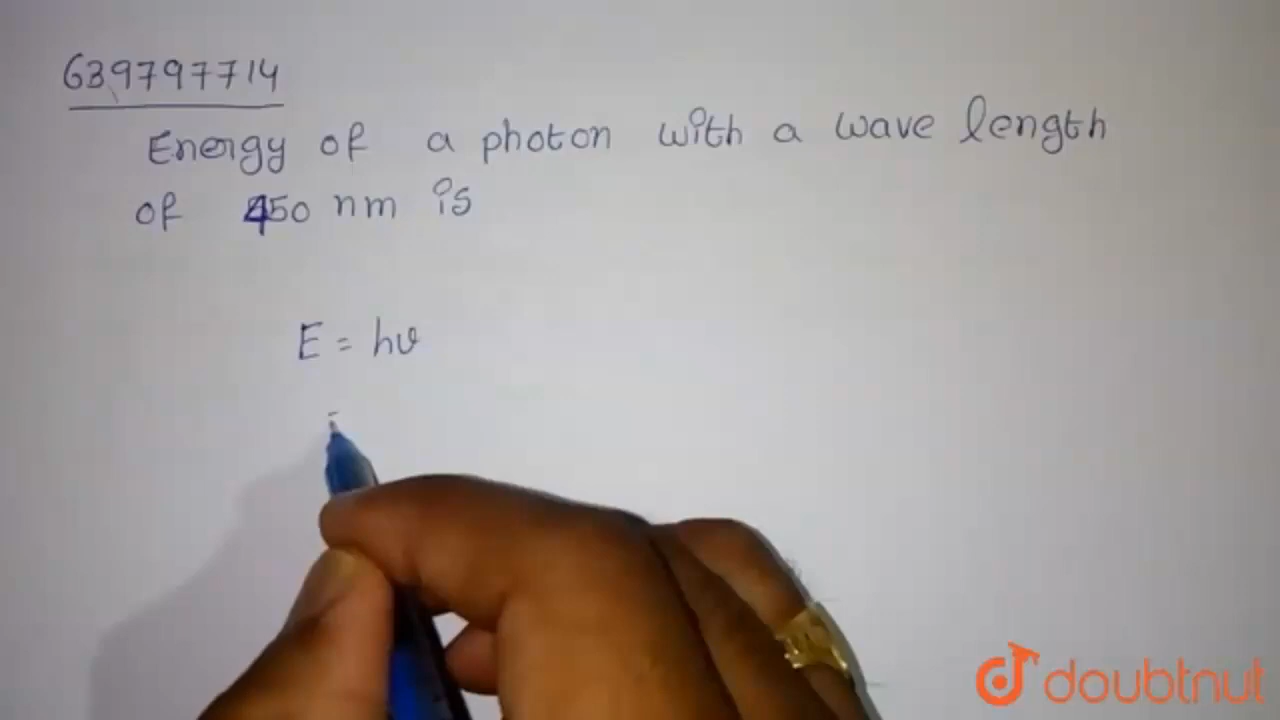 639797714
Energy of a photon with a wave length
of 450 nm is
E = hν
doubtnut